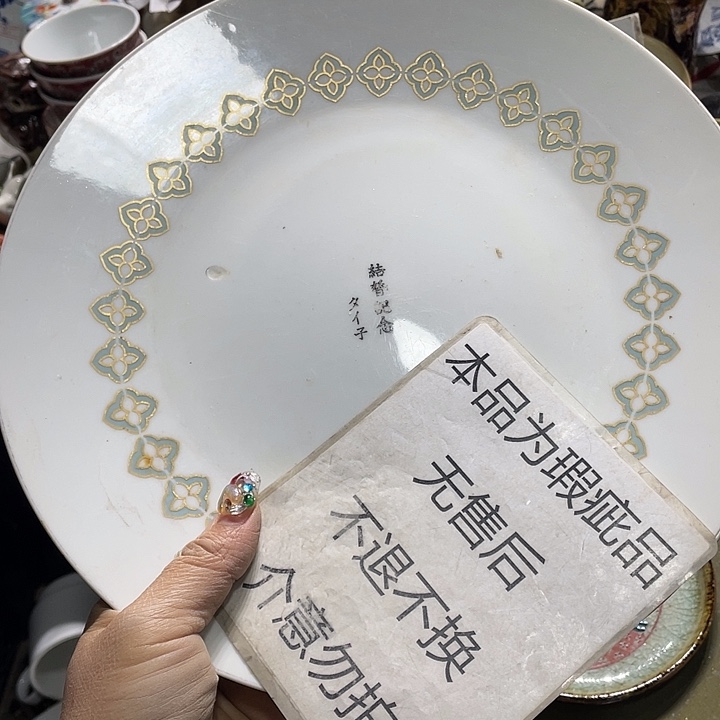 結婚記念
タイ子
本品为瑕疵品
无售后
不退不换
介意勿拍